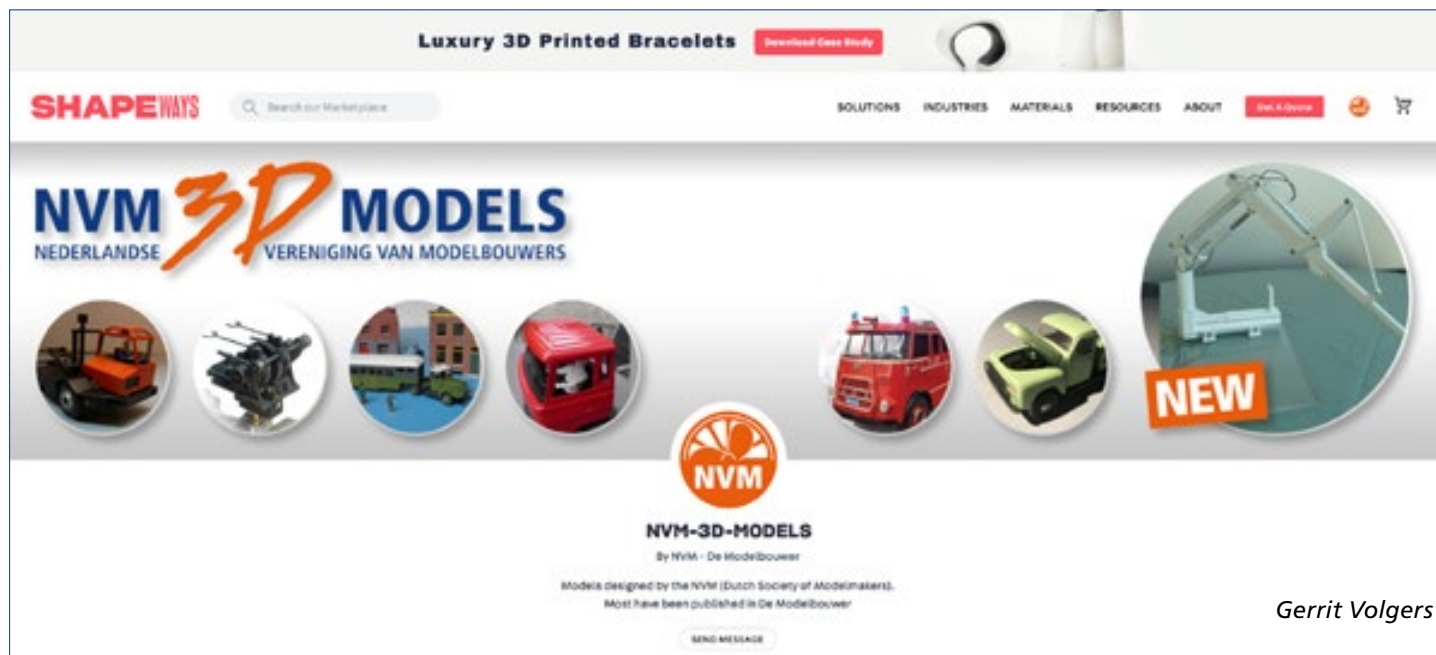 Luxury 3D Printed Bracelets Download Case Study
SHAPEWAYS Search our Marketplace SOLUTIONS INDUSTRIES MATERIALS RESOURCES ABOUT Get A Quote
NVM 3D MODELS
NEDERLANDSE VERENIGING VAN MODELBOUWERS
NEW
NVM
NVM-3D-MODELS
By NVM - De Modelbouwer
Models designed by the NVM (Dutch Society of Modelmakers).
Most have been published in De Modelbouwer
Gerrit Volgers
SEND MESSAGE